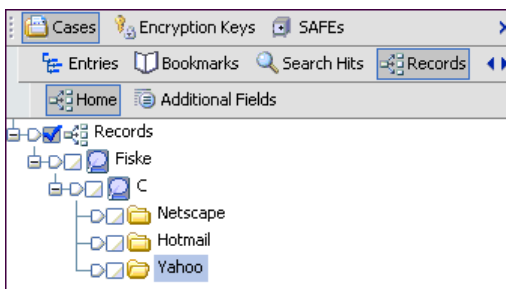 Cases Encryption Keys SAFEs
Entries Bookmarks Search Hits Records
Home Additional Fields
Records
Fiske
C
Netscape
Hotmail
Yahoo